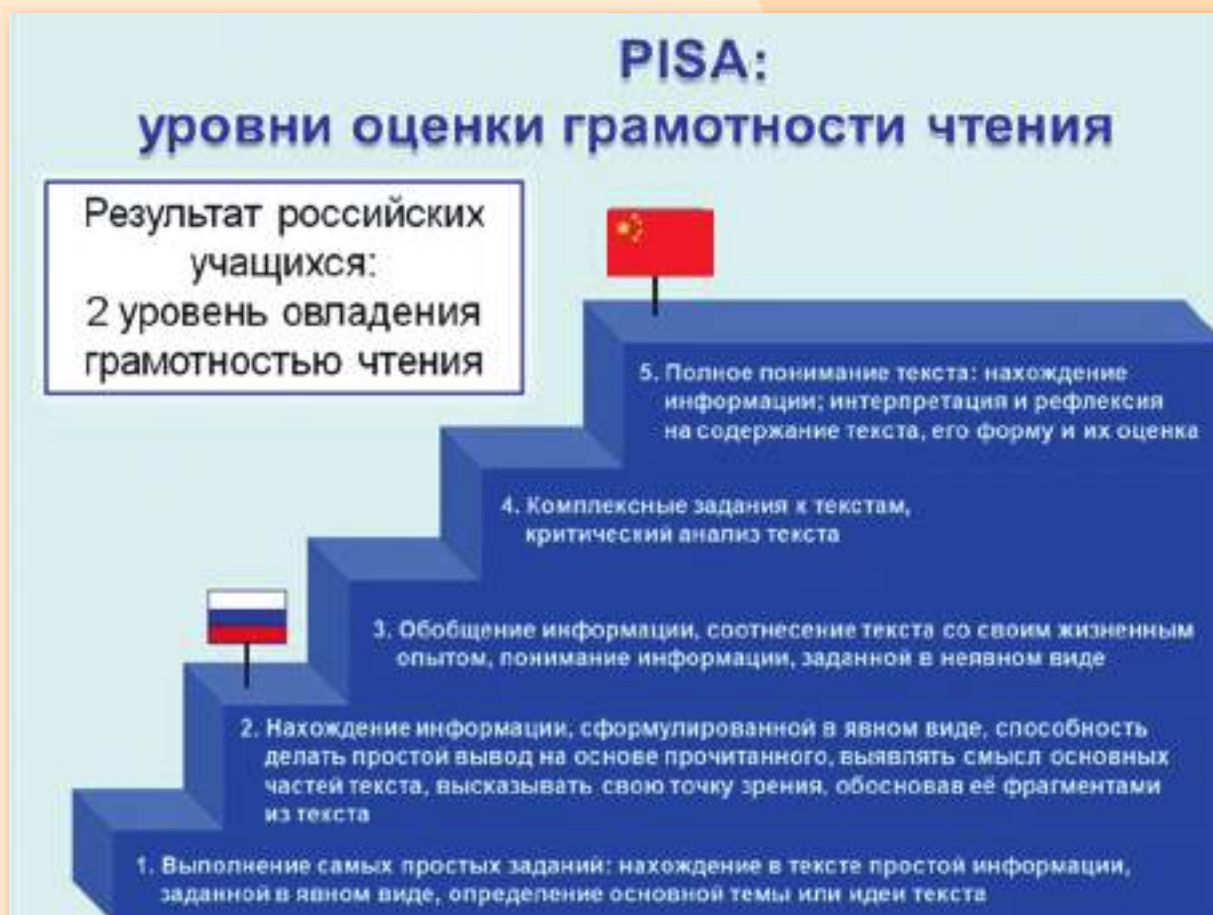 PISA:
уровни оценки грамотности чтения
Результат российских
учащихся:
2 уровень овладения
грамотностью чтения
5. Полное понимание текста: нахождение
информации; интерпретация и рефлексия
на содержание текста, его форму и их оценка
4. Комплексные задания к текстам,
критический анализ текста
3. Обобщение информации, соотнесение текста со своим жизненным
опытом, понимание информации, заданной в неявном виде
2. Нахождение информации, сформулированной в явном виде, способность
делать простой вывод на основе прочитанного, выявлять смысл основных
частей текста, высказывать свою точку зрения, обосновав её фрагментами
из текста
1. Выполнение самых простых заданий: нахождение в тексте простой информации,
заданной в явном виде, определение основной темы или идеи текста